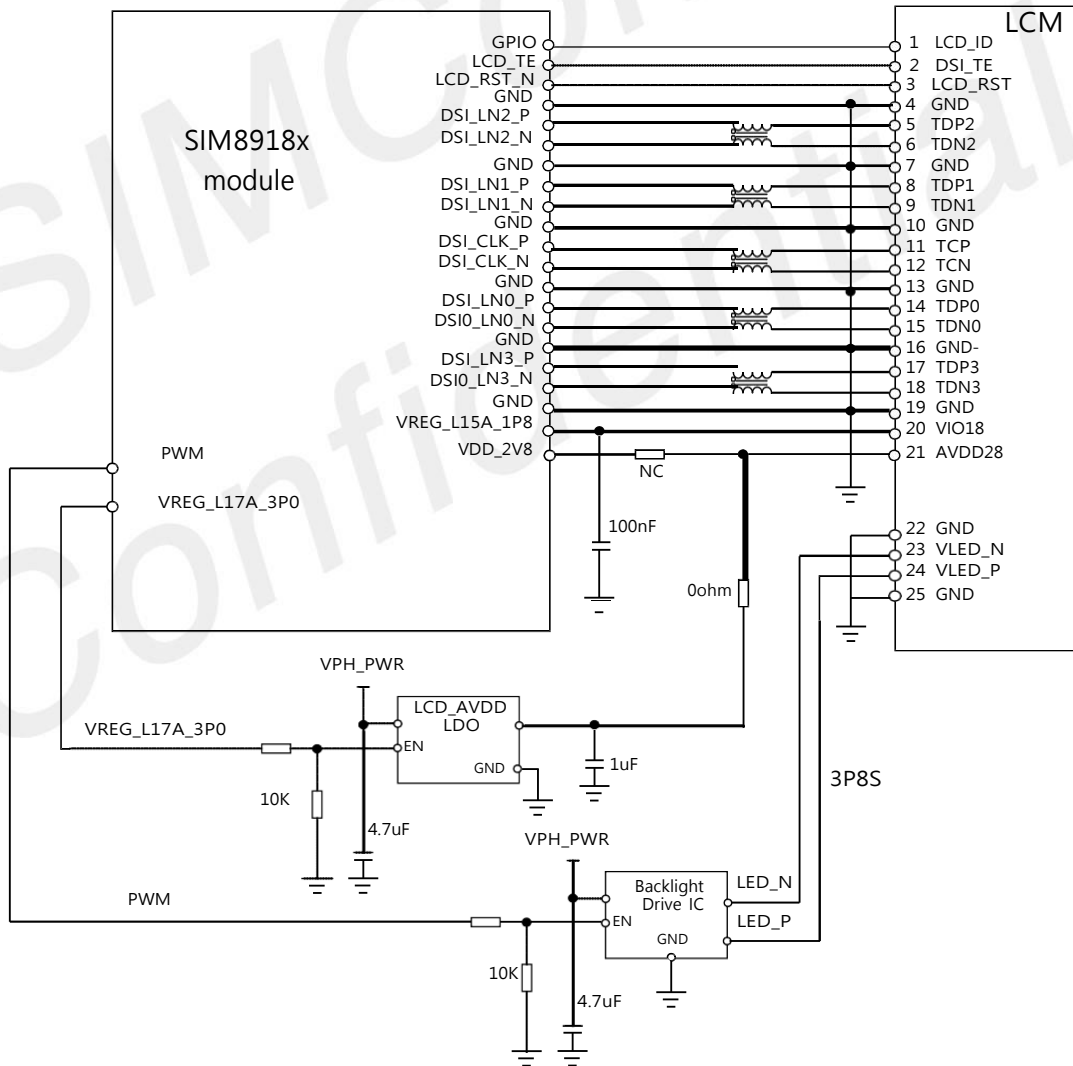 SIMCom
Confidential
LCM
SIM8918x
module
GPIO
LCD_TE
LCD_RST_N
GND
DSI_LN2_P
DSI_LN2_N
GND
DSI_LN1_P
DSI_LN1_N
GND
DSI_CLK_P
DSI_CLK_N
GND
DSI_LN0_P
DSI0_LN0_N
GND
DSI_LN3_P
DSI0_LN3_N
GND
VREG_L15A_1P8
VDD_2V8
1 LCD_ID
2 DSI_TE
3 LCD_RST
4 GND
5 TDP2
6 TDN2
7 GND
8 TDP1
9 TDN1
10 GND
11 TCP
12 TCN
13 GND
14 TDP0
15 TDN0
16 GND-
17 TDP3
18 TDN3
19 GND
20 VIO18
21 AVDD28
22 GND
23 VLED_N
24 VLED_P
25 GND
PWM
VREG_L17A_3P0
NC
100nF
0ohm
VPH_PWR
LCD_AVDD
LDO
EN
GND
VREG_L17A_3P0
10K
4.7uF
1uF
3P8S
VPH_PWR
Backlight
Drive IC
EN
GND
LED_N
LED_P
PWM
10K
4.7uF